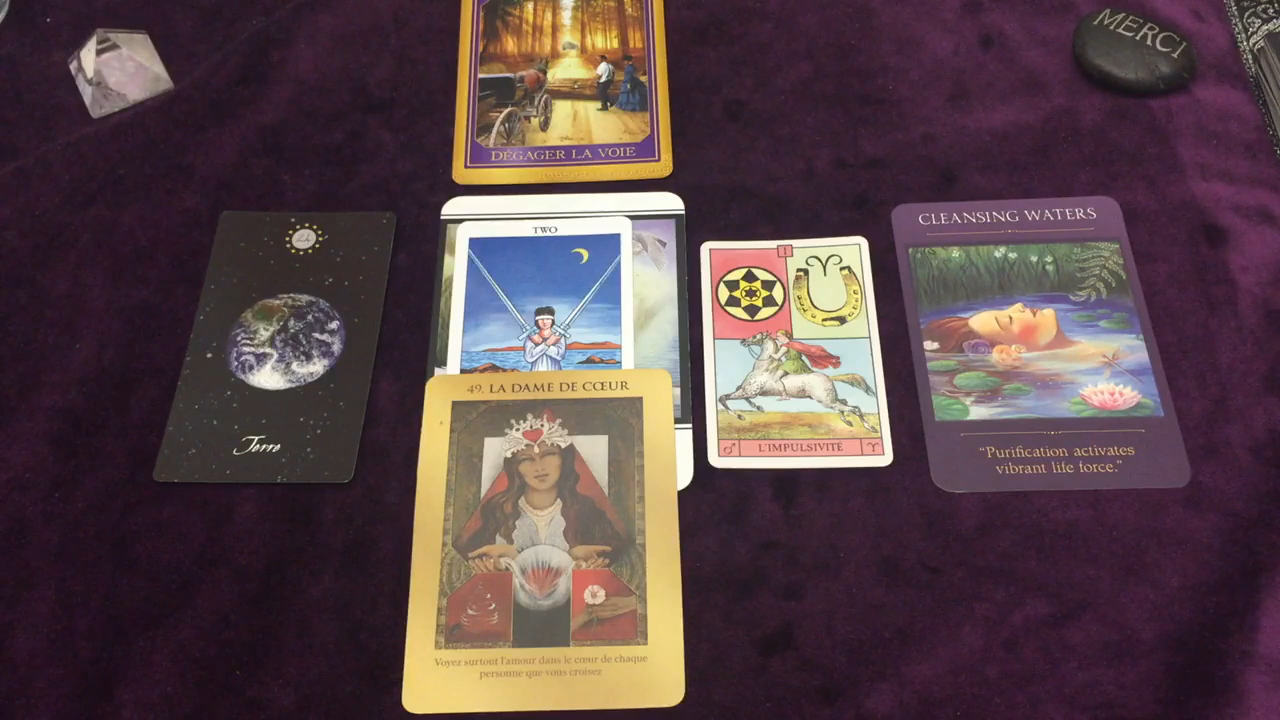 MERCI
DÉGAGER LA VOIE
Terre
TWO
1
L'IMPULSIVITÉ
CLEANSING WATERS
"Purification activates
vibrant life force."
49. LA DAME DE CŒUR
Voyez surtout l'amour dans le cœur de chaque
personne que vous croisez